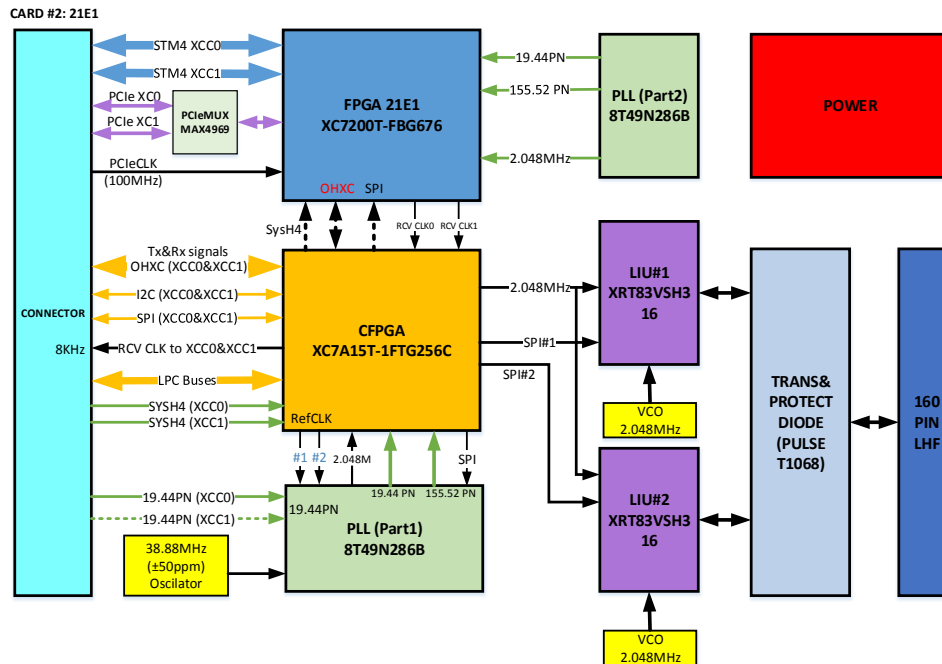 CARD #2: 21E1
STM4 XCC0
STM4 XCC1
PCIe XC0
PCIe XC1
PCIeMUX
MAX4969
PCIeCLK
(100MHz)
FPGA 21E1
XC7200T-FBG676
OHXC
SPI
19.44PN
155.52 PN
2.048MHz
PLL (Part2)
8T49N286B
POWER
SysH4
RCV CLK0
RCV CLK1
Tx&Rx signals
OHXC (XCC0&XCC1)
I2C (XCC0&XCC1)
SPI (XCC0&XCC1)
CONNECTOR
8KHz
RCV CLK to XCC0&XCC1
LPC Buses
SYSH4 (XCC0)
SYSH4 (XCC1)
CFPGA
XC7A15T-1FTG256C
RefCLK
2.048MHz
SPI#1
SPI#2
LIU#1
XRT83VSH3
16
VCO
2.048MHz
TRANS&
PROTECT
DIODE
(PULSE
T1068)
160
PIN
LHF
#1
#2
2.048M
19.44 PN
155.52 PN
SPI
19.44PN (XCC0)
19.44PN (XCC1)
19.44PN
PLL (Part1)
8T49N286B
38.88MHz
(±50ppm)
Oscilator
LIU#2
XRT83VSH3
16
VCO
2.048MHz